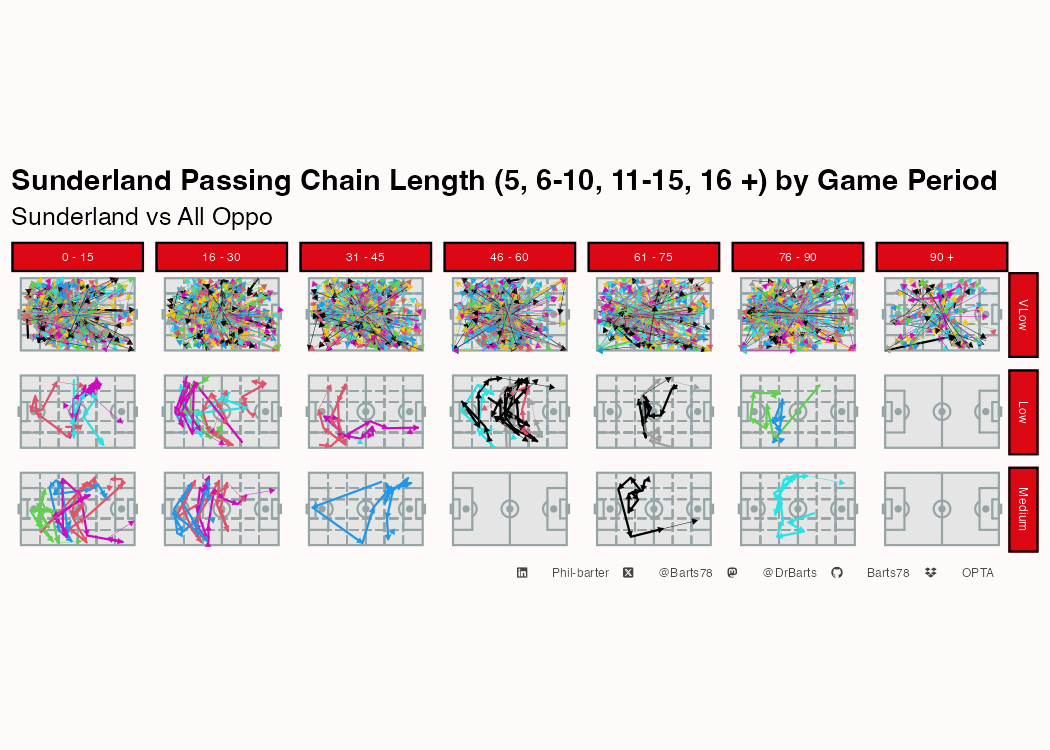 Sunderland Passing Chain Length (5, 6-10, 11-15, 16 +) by Game Period
Sunderland vs All Oppo
0 - 15 16 - 30 31 - 45 46 - 60 61 - 75 76 - 90 90 +
VLow
Low
Medium
Phil-barter @Barts78 @DrBarts Barts78 OPTA